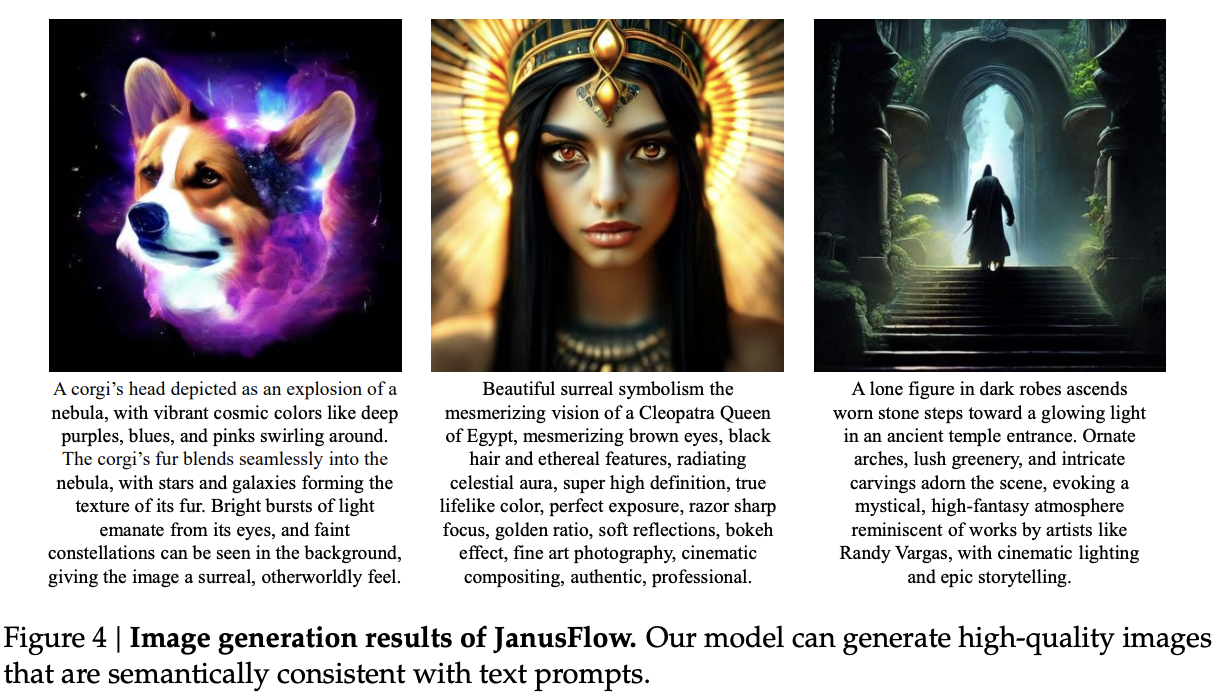 A corgi’s head depicted as an explosion of a
nebula, with vibrant cosmic colors like deep
purples, blues, and pinks swirling around.
The corgi’s fur blends seamlessly into the
nebula, with stars and galaxies forming the
texture of its fur. Bright bursts of light
emanate from its eyes, and faint
constellations can be seen in the background,
giving the image a surreal, otherworldly feel.
Beautiful surreal symbolism the
mesmerizing vision of a Cleopatra Queen
of Egypt, mesmerizing brown eyes, black
hair and ethereal features, radiating
celestial aura, super high definition, true
lifelike color, perfect exposure, razor sharp
focus, golden ratio, soft reflections, bokeh
effect, fine art photography, cinematic
compositing, authentic, professional.
A lone figure in dark robes ascends
worn stone steps toward a glowing light
in an ancient temple entrance. Ornate
arches, lush greenery, and intricate
carvings adorn the scene, evoking a
mystical, high-fantasy atmosphere
reminiscent of works by artists like
Randy Vargas, with cinematic lighting
and epic storytelling.
Figure 4 | Image generation results of JanusFlow. Our model can generate high-quality images
that are semantically consistent with text prompts.